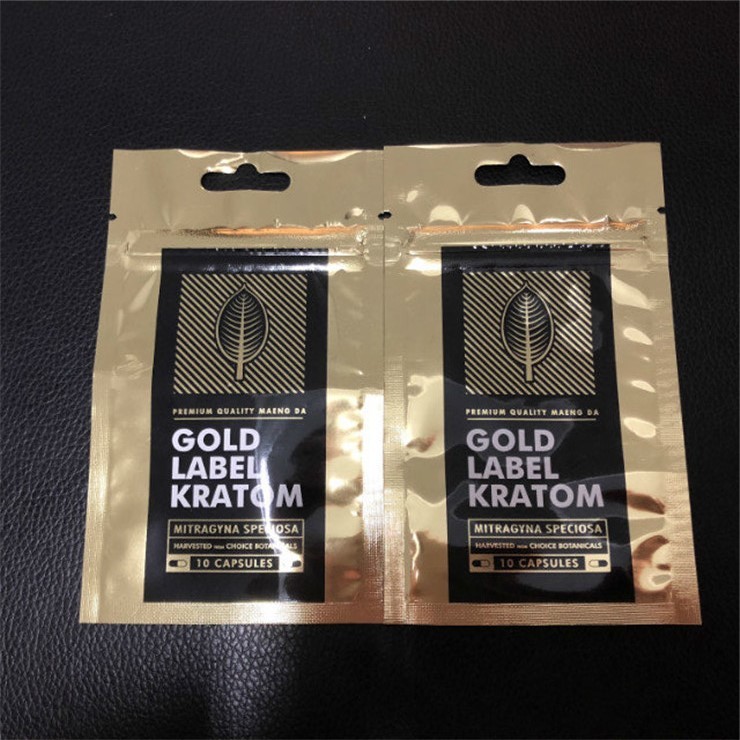 PREMIUM QUALITY MAENG DA
GOLD
LABEL
KRATOM
MITRAGYNA SPECIOSA
HARVESTED FROM CHOICE BOTANICALS
10 CAPSULES
PREMIUM QUALITY MAENG DA
GOLD
LABEL
KRATOM
MITRAGYNA SPECIOSA
HARVESTED FROM CHOICE BOTANICALS
10 CAPSULES